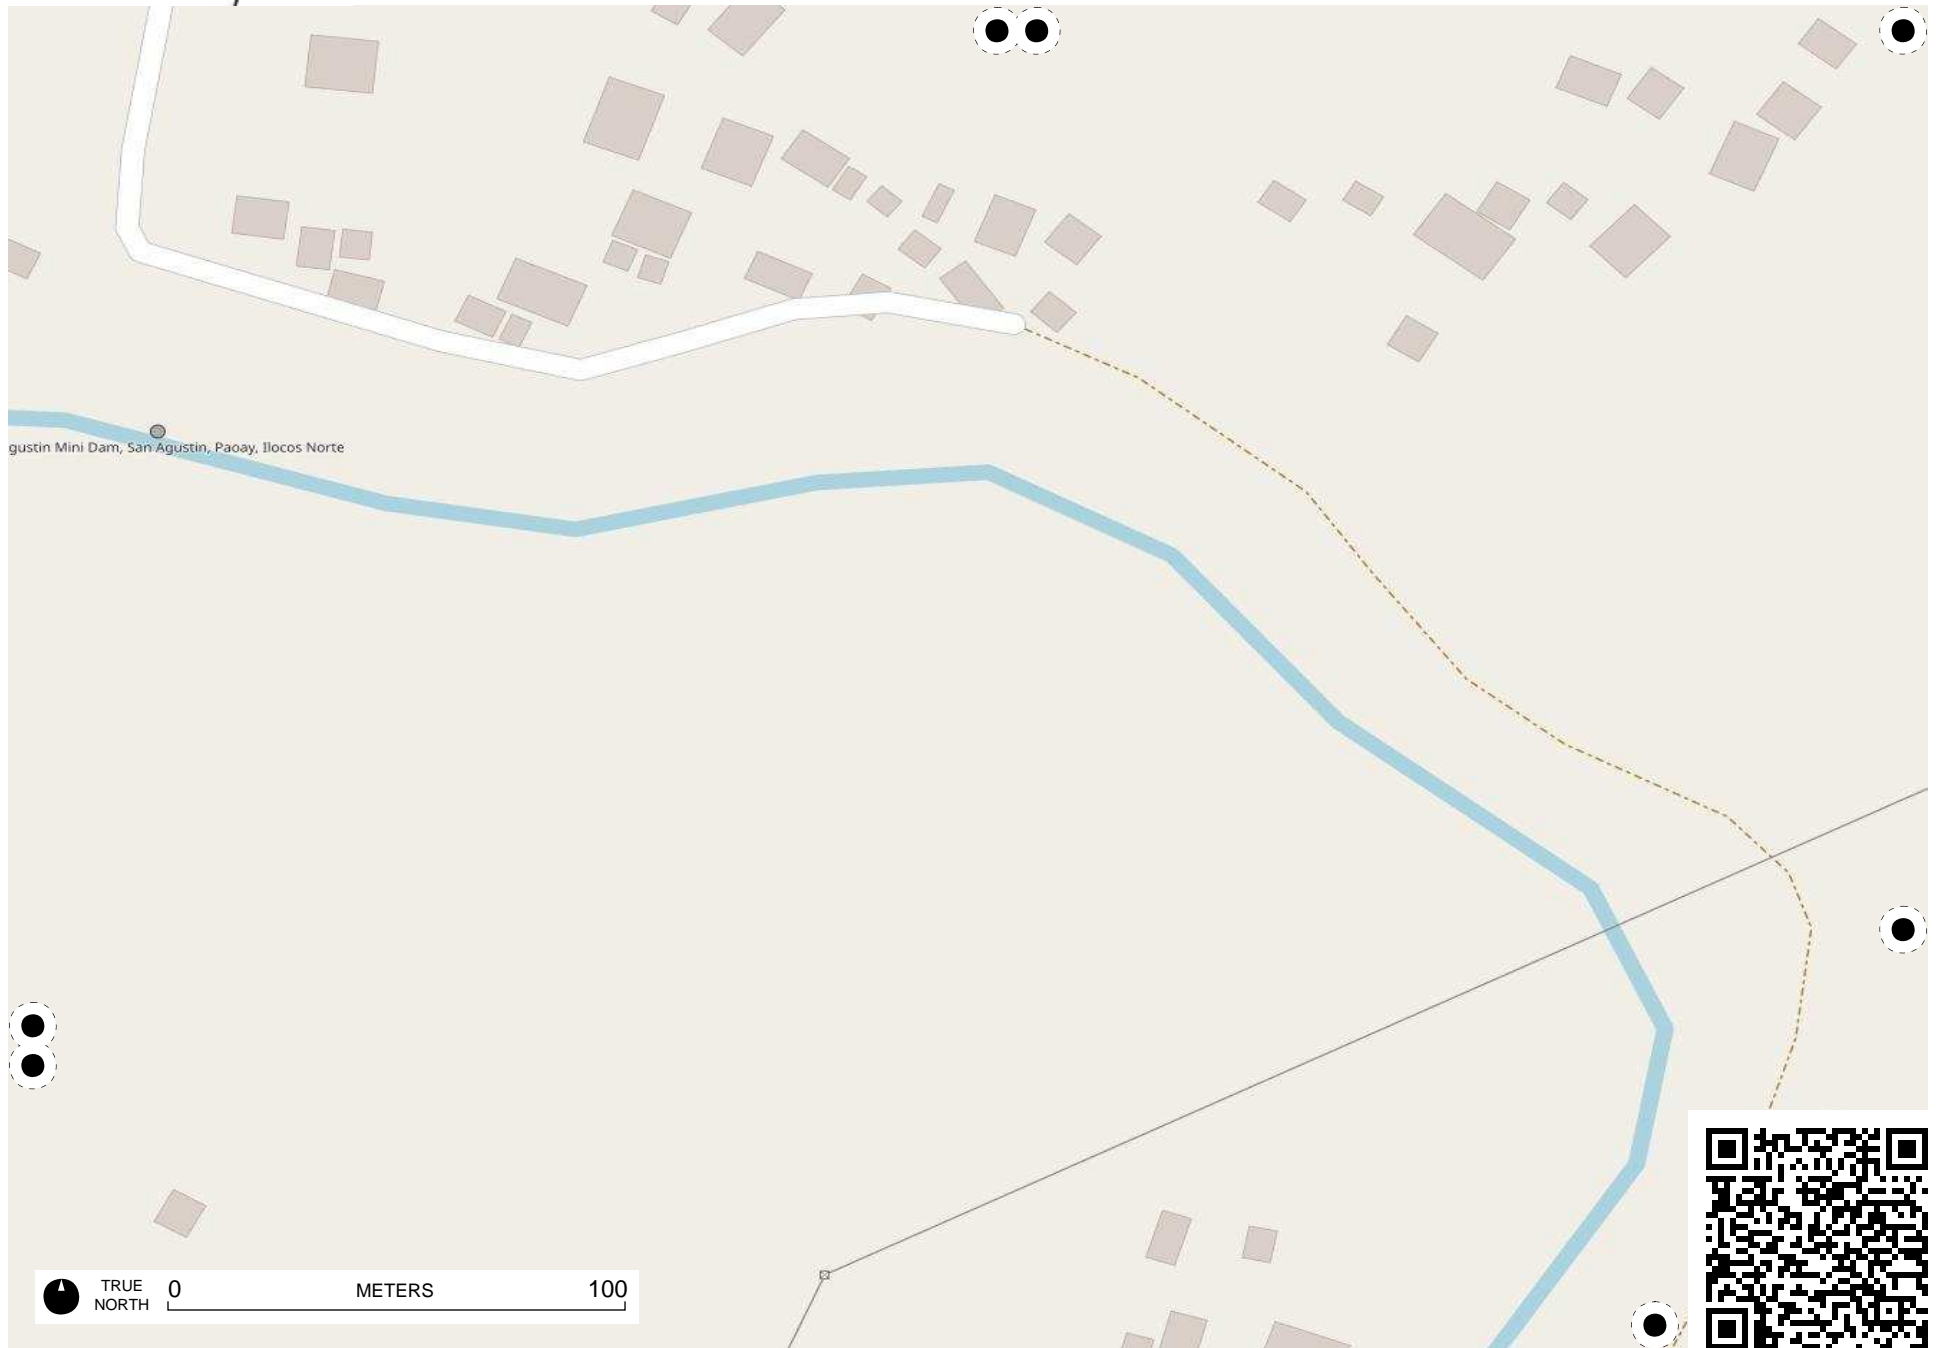 gustin Mini Dam, San Agustin, Paoay, Ilocos Norte
TRUE NORTH
0 METERS 100